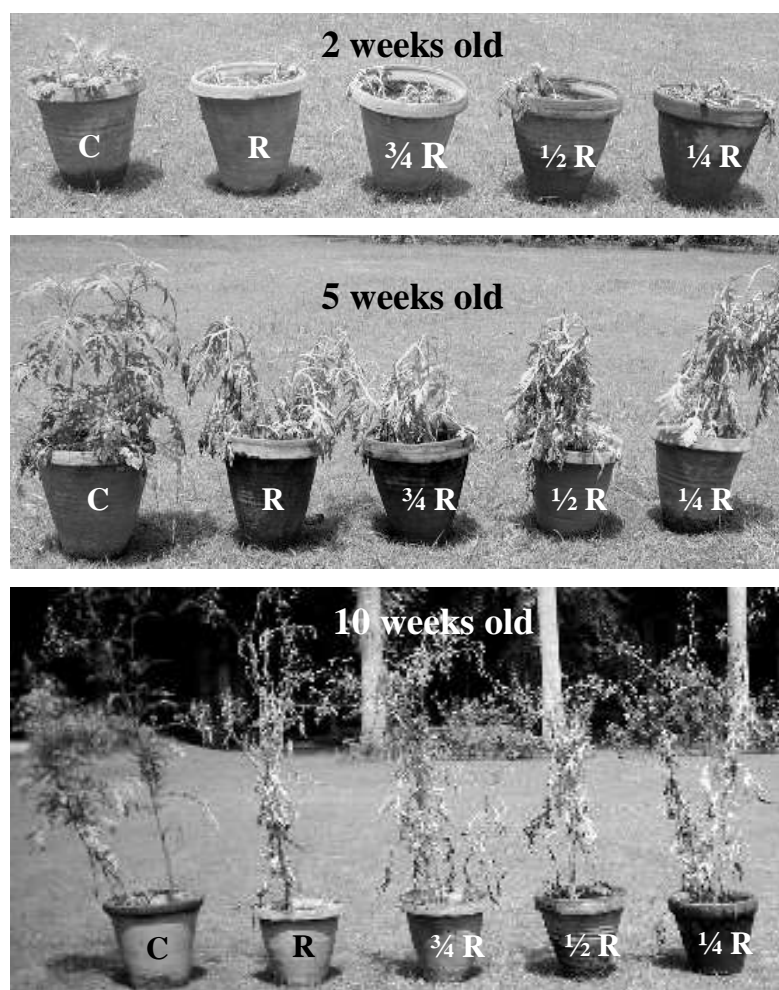 2 weeks old
C R ¾ R ½ R ¼ R
5 weeks old
C R ¾ R ½ R ¼ R
10 weeks old
C R ¾ R ½ R ¼ R